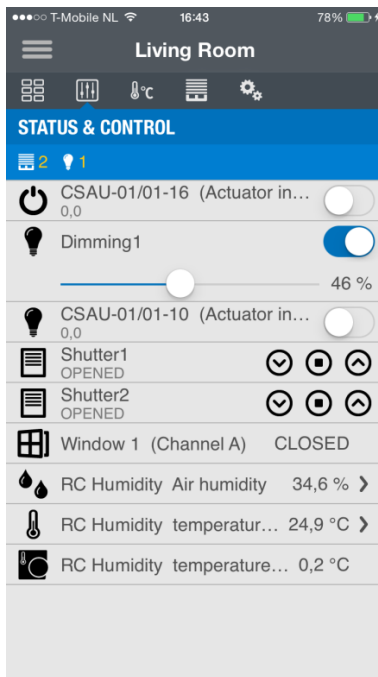 T-Mobile NL 16:43 78%
Living Room
°C
STATUS & CONTROL
2 1
CSAU-01/01-16 (Actuator in...
0,0
Dimming1
46 %
CSAU-01/01-10 (Actuator in...
0,0
Shutter1
OPENED
Shutter2
OPENED
Window 1 (Channel A) CLOSED
RC Humidity Air humidity 34,6 %
RC Humidity temperatur... 24,9 °C
RC Humidity temperature... 0,2 °C